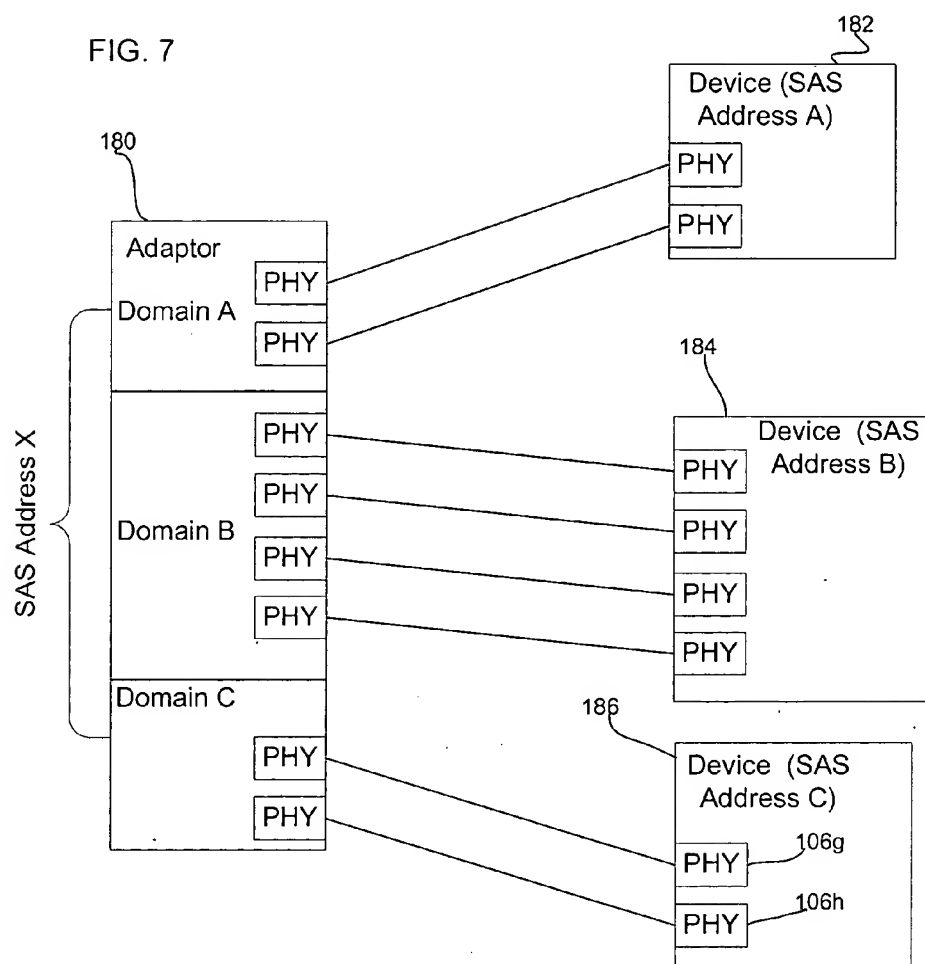 FIG. 7
182
Device (SAS
Address A)
PHY
PHY
180
Adaptor
Domain A
PHY
PHY
SAS Address X
184
Device (SAS
Address B)
PHY
PHY
PHY
PHY
Domain B
PHY
PHY
PHY
PHY
Domain C
PHY
PHY
186
Device (SAS
Address C)
PHY
106g
PHY
106h